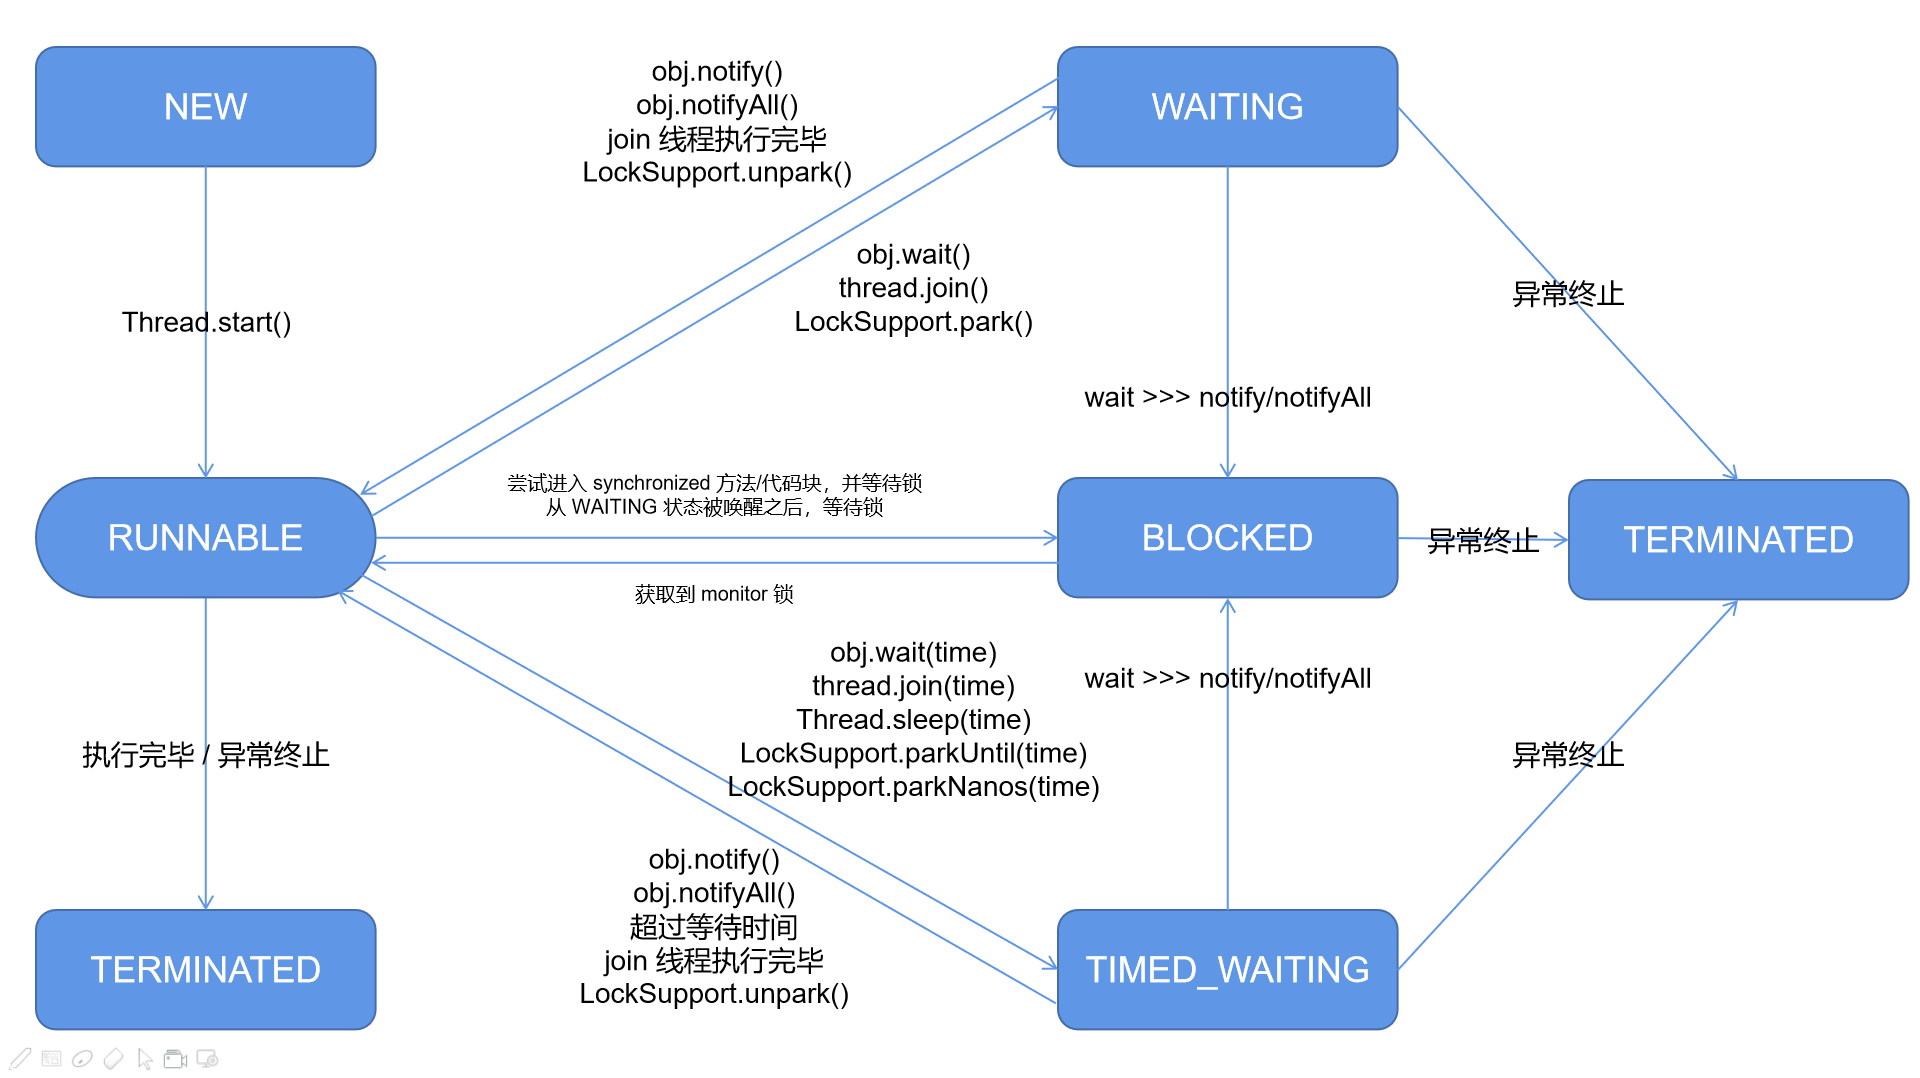 NEW
obj.notify()
obj.notifyAll()
join 线程执行完毕
LockSupport.unpark()
WAITING
obj.wait()
thread.join()
LockSupport.park()
异常终止
Thread.start()
wait >>> notify/notifyAll
尝试进入 synchronized 方法/代码块，并等待锁
从 WAITING 状态被唤醒之后，等待锁
RUNNABLE
BLOCKED
异常终止
TERMINATED
获取到 monitor 锁
obj.wait(time)
thread.join(time)
Thread.sleep(time)
LockSupport.parkUntil(time)
LockSupport.parkNanos(time)
wait >>> notify/notifyAll
执行完毕 / 异常终止
异常终止
obj.notify()
obj.notifyAll()
超过等待时间
join 线程执行完毕
LockSupport.unpark()
TERMINATED
TIMED_WAITING